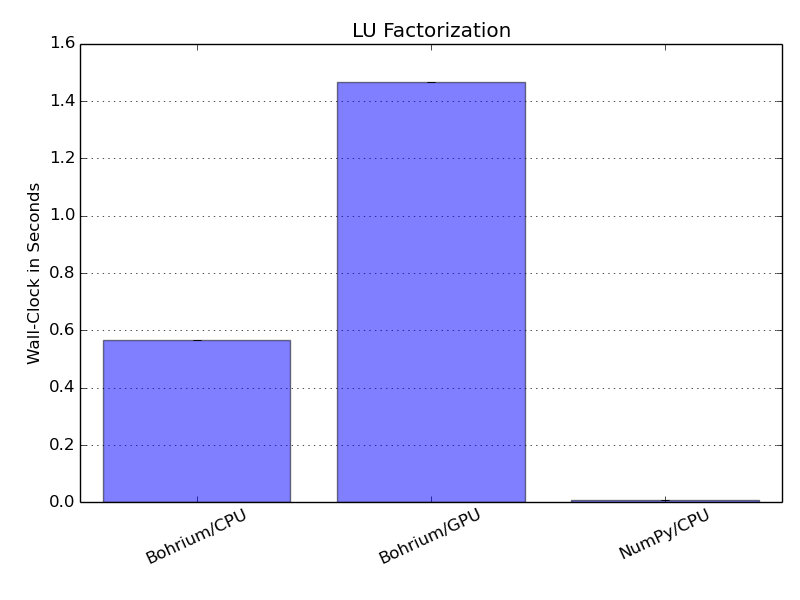 LU Factorization
Wall-Clock in Seconds
1.6
1.4
1.2
1.0
0.8
0.6
0.4
0.2
0.0
Bohrium/CPU
Bohrium/GPU
NumPy/CPU